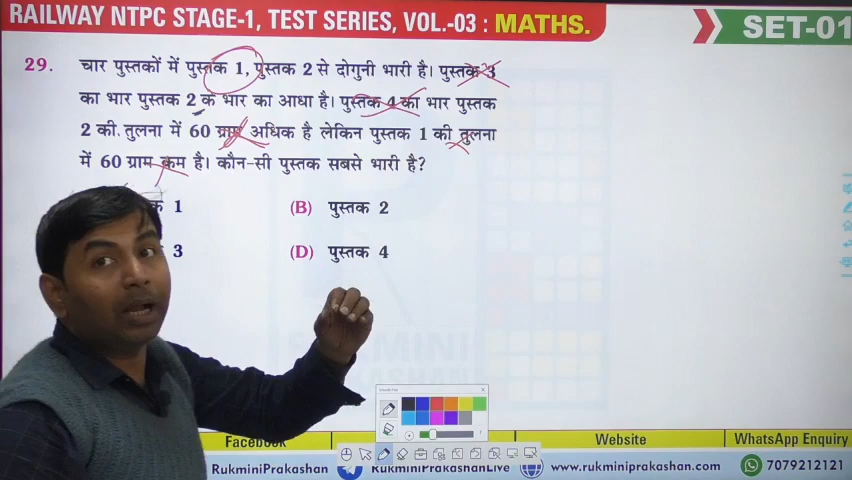 RAILWAY NTPC STAGE-1, TEST SERIES, VOL.-03 : MATHS.
SET-01
29. चार पुस्तकों में पुस्तक 1, पुस्तक 2 से दोगुनी भारी है। पुस्तक 3
का भार पुस्तक 2 के भार का आधा है। पुस्तक 4 का भार पुस्तक
2 की. तुलना में 60 ग्राम अधिक है लेकिन पुस्तक 1 की तुलना
में 60 ग्राम कम है। कौन-सी पुस्तक सबसे भारी है?
1 (B) पुस्तक 2
3 (D) पुस्तक 4
Facebook Website WhatsApp Enquiry
RukminiPrakashan RukminiPrakashanLive www.rukmini​prakashan.com 7079212121